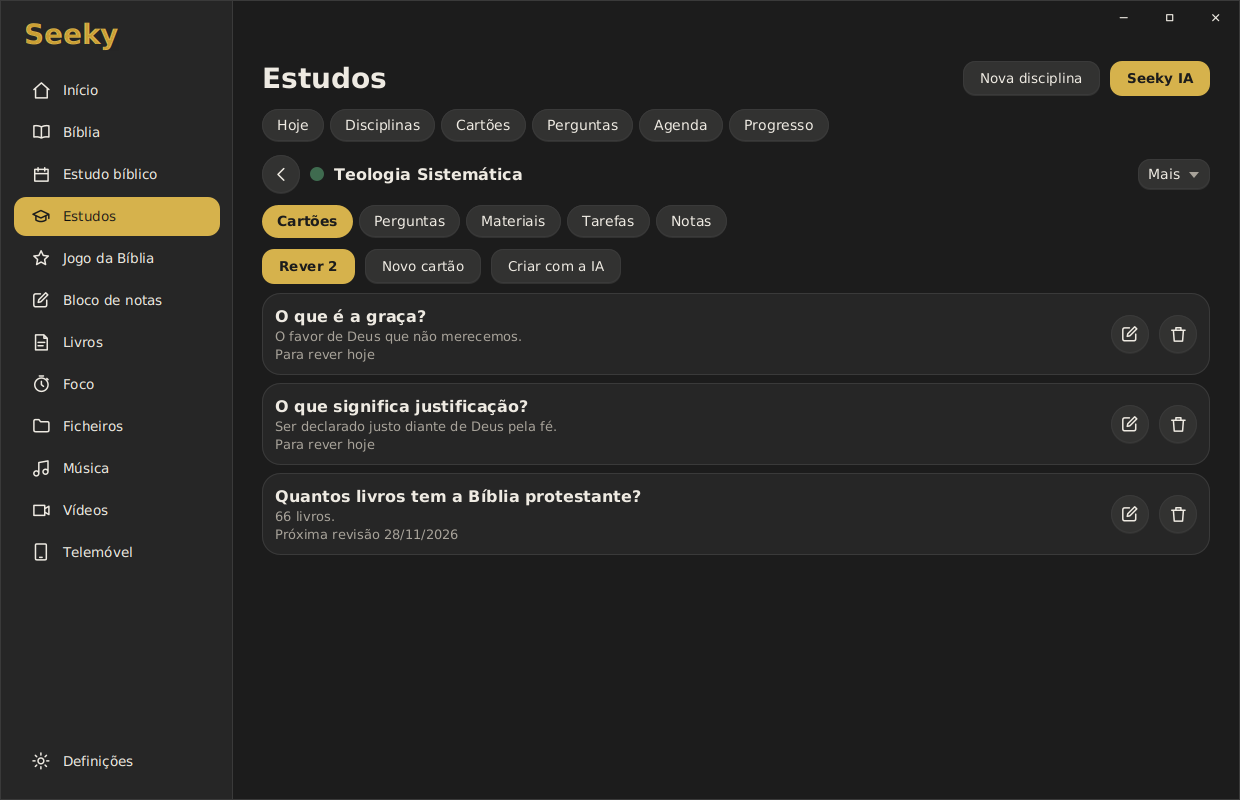 Seeky
Início
Bíblia
Estudo bíblico
Estudos
Jogo da Bíblia
Bloco de notas
Livros
Foco
Ficheiros
Música
Vídeos
Telemóvel
Definições
Estudos
Nova disciplina
Seeky IA
Hoje
Disciplinas
Cartões
Perguntas
Agenda
Progresso
Teologia Sistemática
Mais
Cartões
Perguntas
Materiais
Tarefas
Notas
Rever 2
Novo cartão
Criar com a IA
O que é a graça?
O favor de Deus que não merecemos.
Para rever hoje
O que significa justificação?
Ser declarado justo diante de Deus pela fé.
Para rever hoje
Quantos livros tem a Bíblia protestante?
66 livros.
Próxima revisão 28/11/2026